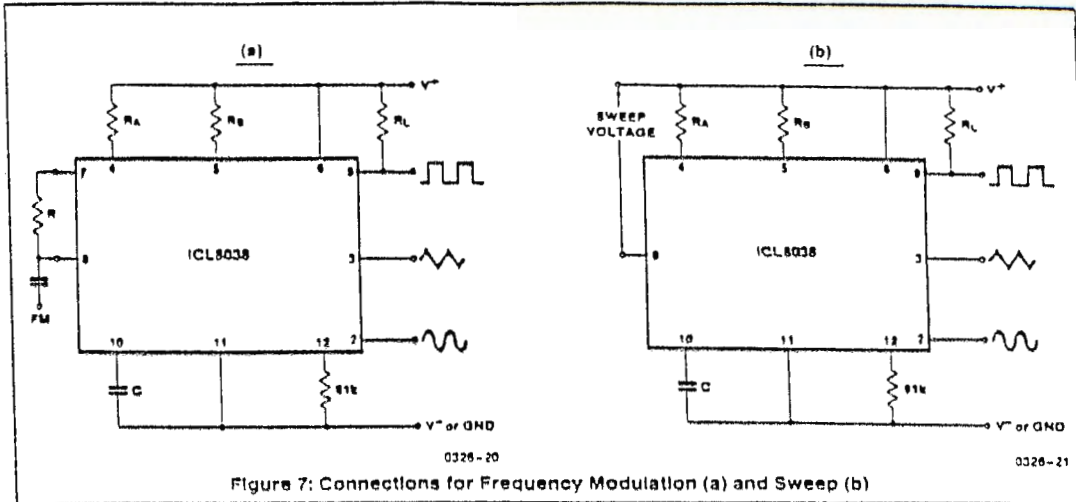 (a)
V+
RA
RB
RL
4
5
6
9
7
R
8
ICL8038
3
FM
2
10
11
12
C
81k
V- or GND
0326-20
(b)
V+
SWEEP
VOLTAGE
RA
RB
RL
4
5
6
9
8
ICL8038
3
2
10
11
12
C
81k
V- or GND
0326-21
Figure 7: Connections for Frequency Modulation (a) and Sweep (b)